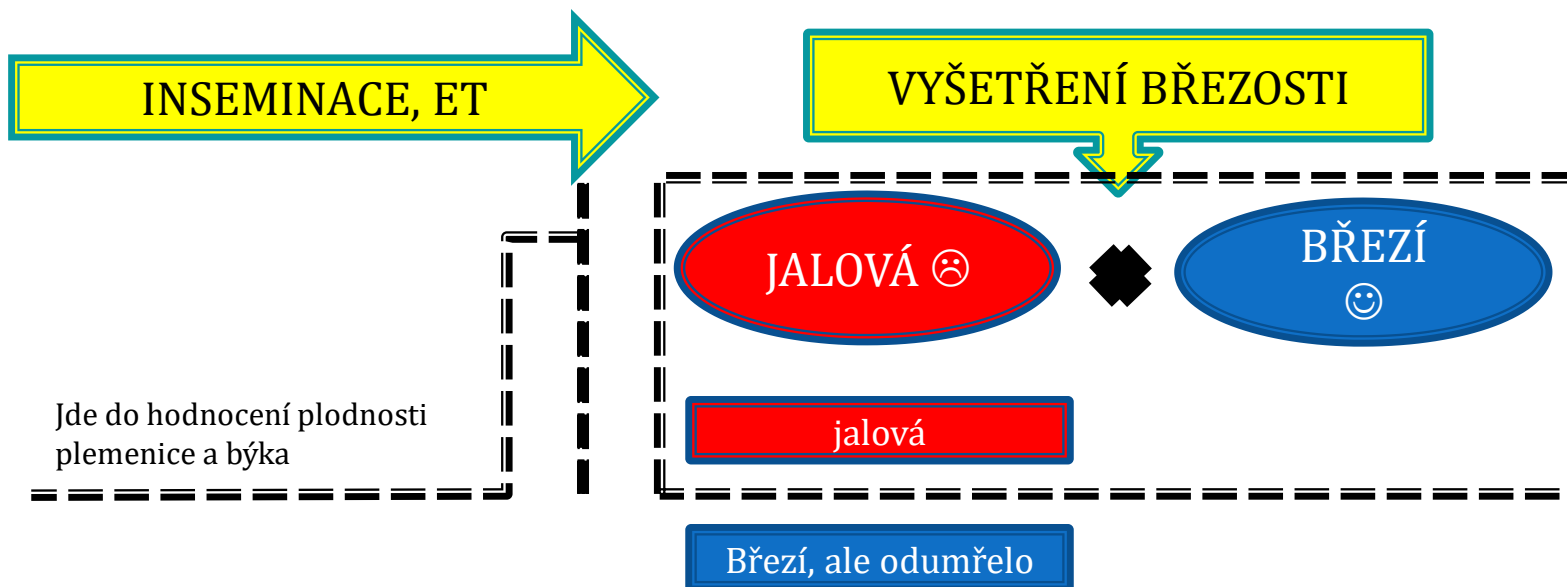 INSEMINACE, ET
VYŠETŘENÍ BŘEZOSTI
JALOVÁ ☹
BŘEZÍ
☺
Jde do hodnocení plodnosti
plemenice a býka
jalová
Březí, ale odumřelo